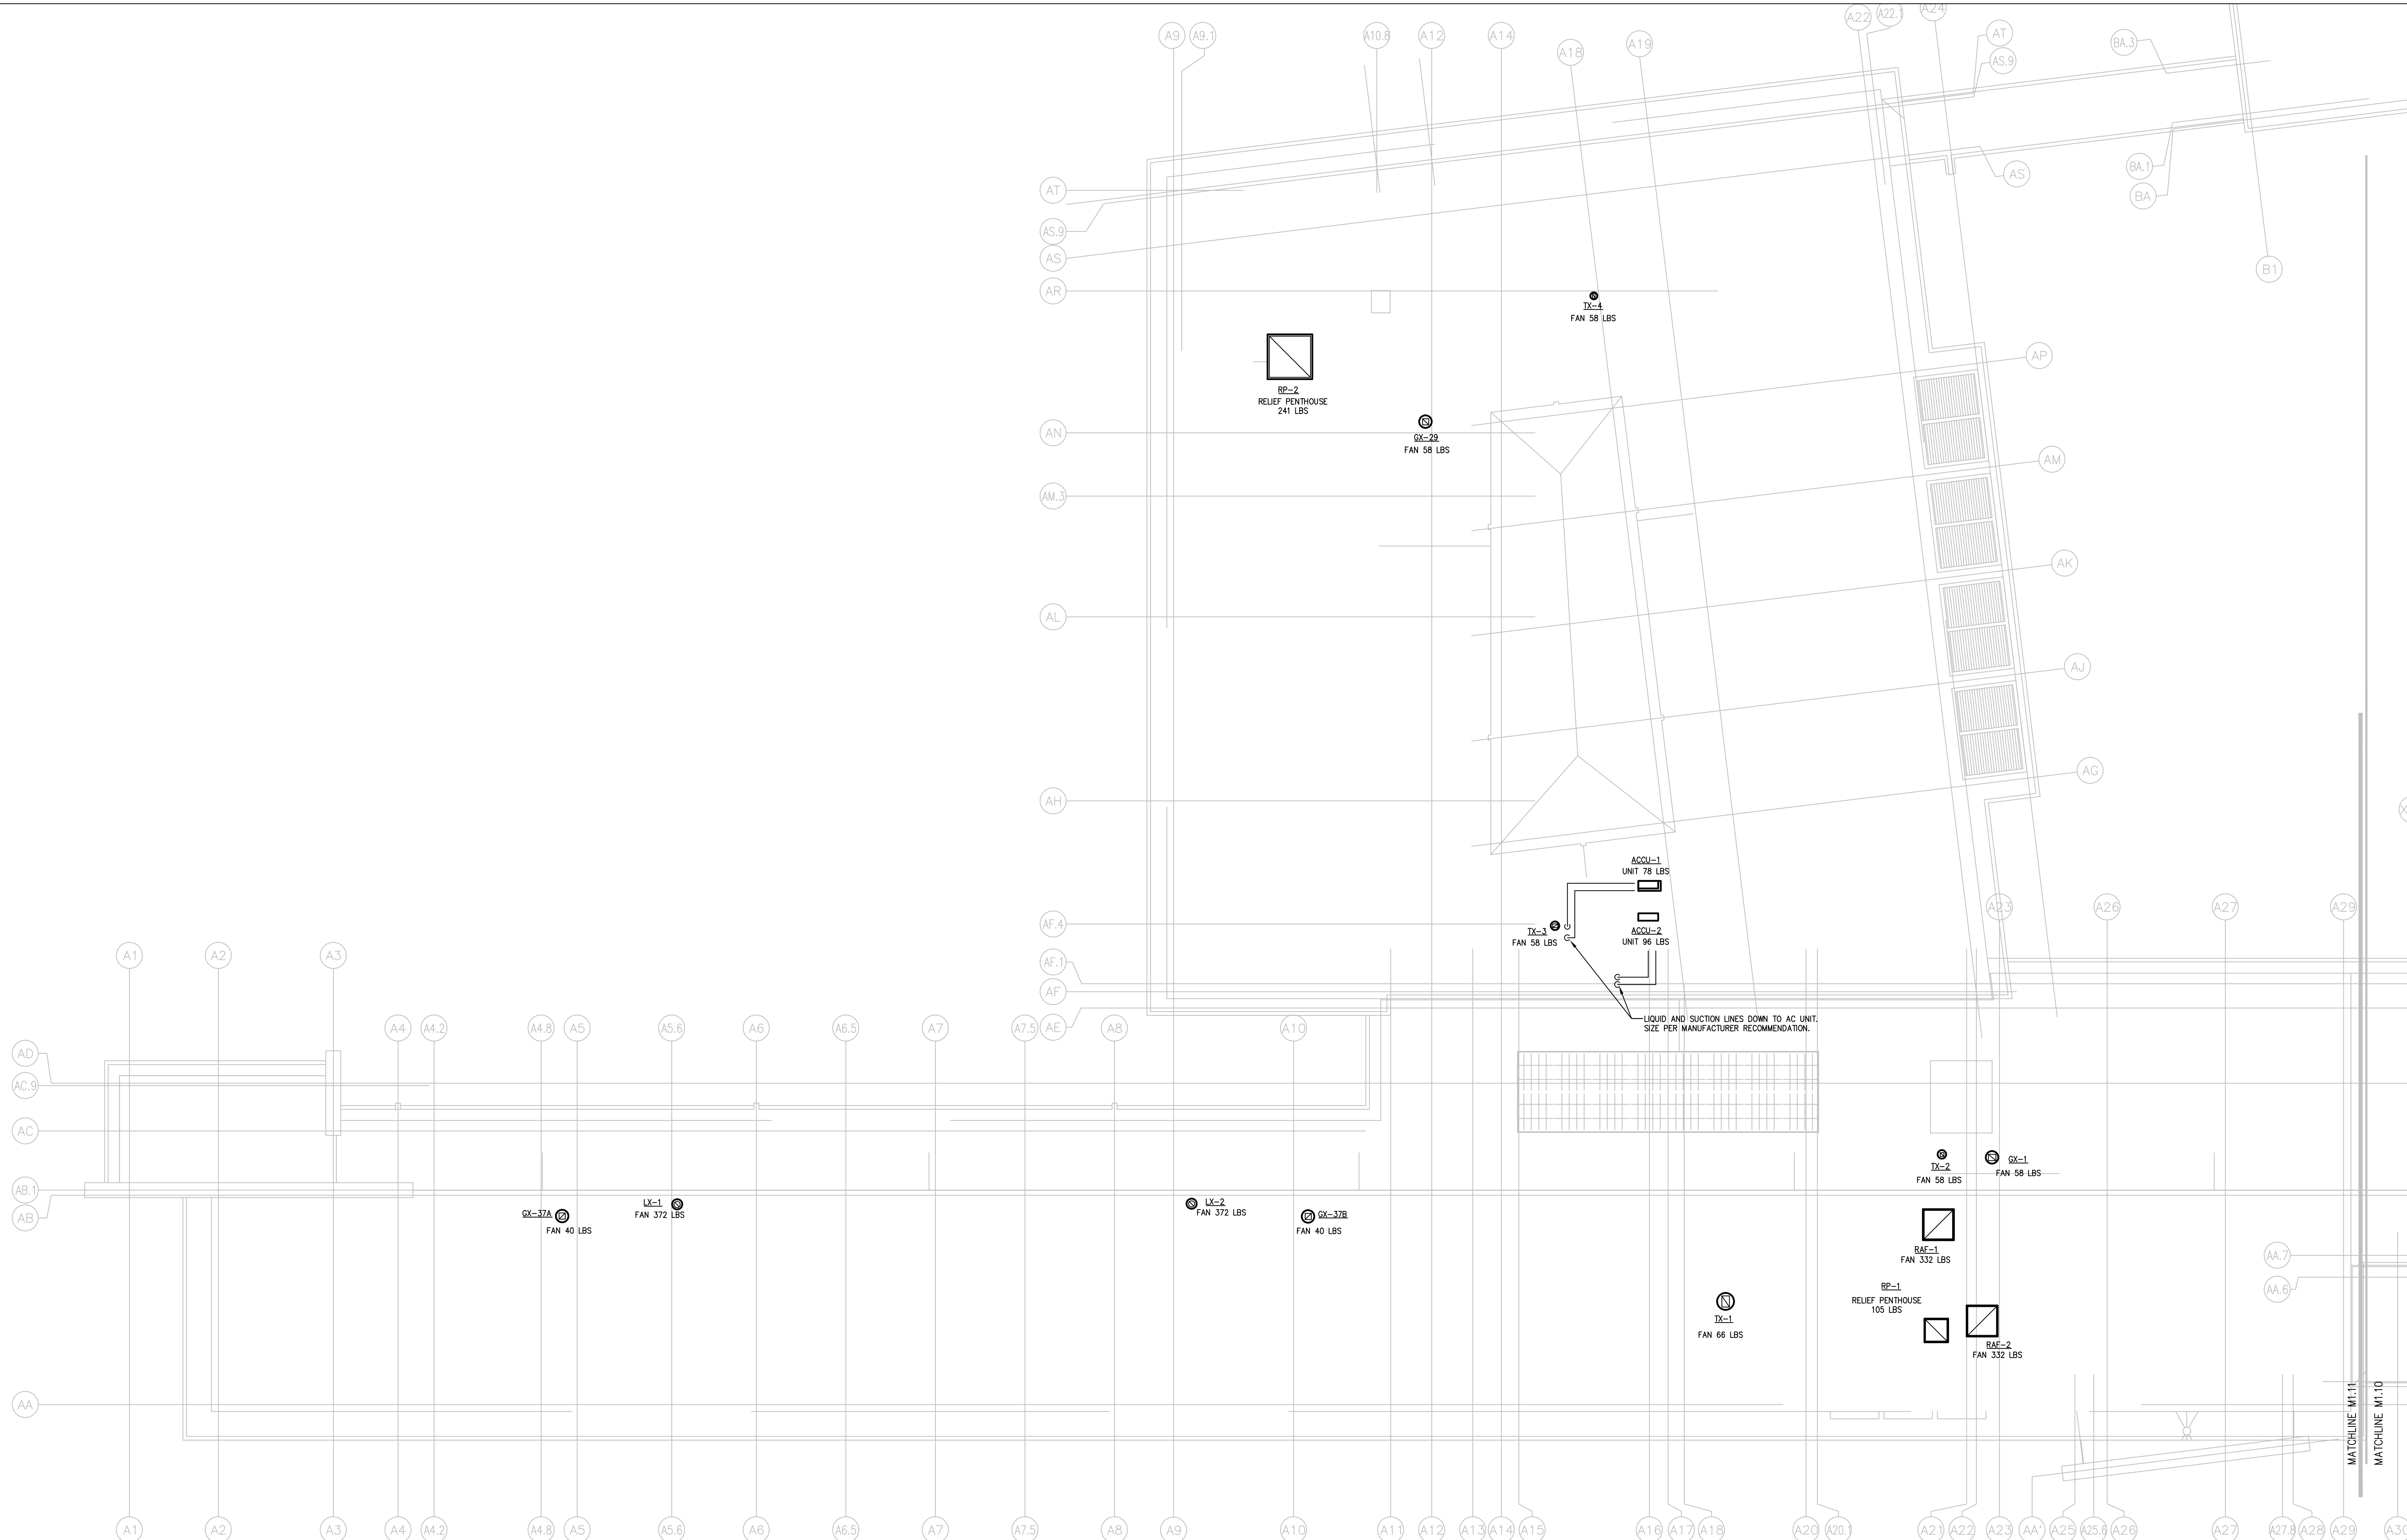 A9
A9.1
A10.8
A12
A14
A18
A19
A22
A22.1
A24
AT
AS.9
BA.3
BA.1
BA
AS
B1
AT
AS.9
AS
AR
AN
AM.3
AL
AH
AF.4
AF.1
AF
AE
AP
AM
AK
AJ
AG
TX-4
FAN 58 LBS
RP-2
RELIEF PENTHOUSE
241 LBS
GX-29
FAN 58 LBS
ACCU-1
UNIT 78 LBS
ACCU-2
UNIT 96 LBS
TX-3
FAN 58 LBS
LIQUID AND SUCTION LINES DOWN TO AC UNIT.
SIZE PER MANUFACTURER RECOMMENDATION.
A23
A26
A27
A29
A1
A2
A3
A4
A4.2
A4.8
A5
A5.6
A6
A6.5
A7
A7.5
A8
A10
AD
AC.9
AC
AB.1
AB
AA
GX-37A
FAN 40 LBS
LX-1
FAN 372 LBS
LX-2
FAN 372 LBS
GX-37B
FAN 40 LBS
TX-2
FAN 58 LBS
GX-1
FAN 58 LBS
RAF-1
FAN 332 LBS
RP-1
RELIEF PENTHOUSE
105 LBS
TX-1
FAN 66 LBS
RAF-2
FAN 332 LBS
AA.7
AA.6
MATCHLINE M1.11
MATCHLINE M1.10
A1
A2
A3
A4
A4.2
A4.8
A5
A5.6
A6
A6.5
A7
A7.5
A8
A9
A10
A11
A12
A13
A14
A15
A16
A17
A18
A20
A20.1
A21
A22
A23
AA'
A25
A25.6
A26
A27
A27.8
A28
A29